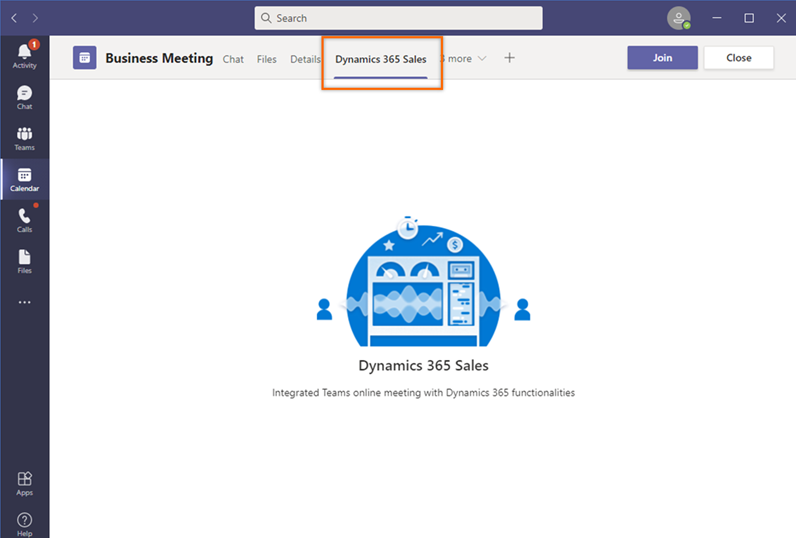 Search
Activity
1
Business Meeting Chat Files Details Dynamics 365 Sales more
Join
Close
Chat
Teams
Calendar
Calls
Files
$
Dynamics 365 Sales
Integrated Teams online meeting with Dynamics 365 functionalities
Apps
Help